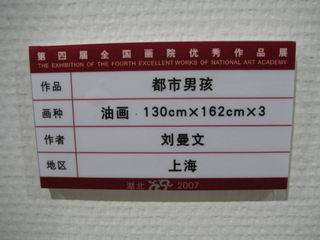 第四届全国画院优秀作品展
THE EXHIBITION OF THE FOURTH EXCELLENT WORKS OF NATIONAL ART ACADEMY
作品 都市男孩
画种 油画 · 130cm×162cm×3
作者 刘曼文
地区 上海
湖北 2007